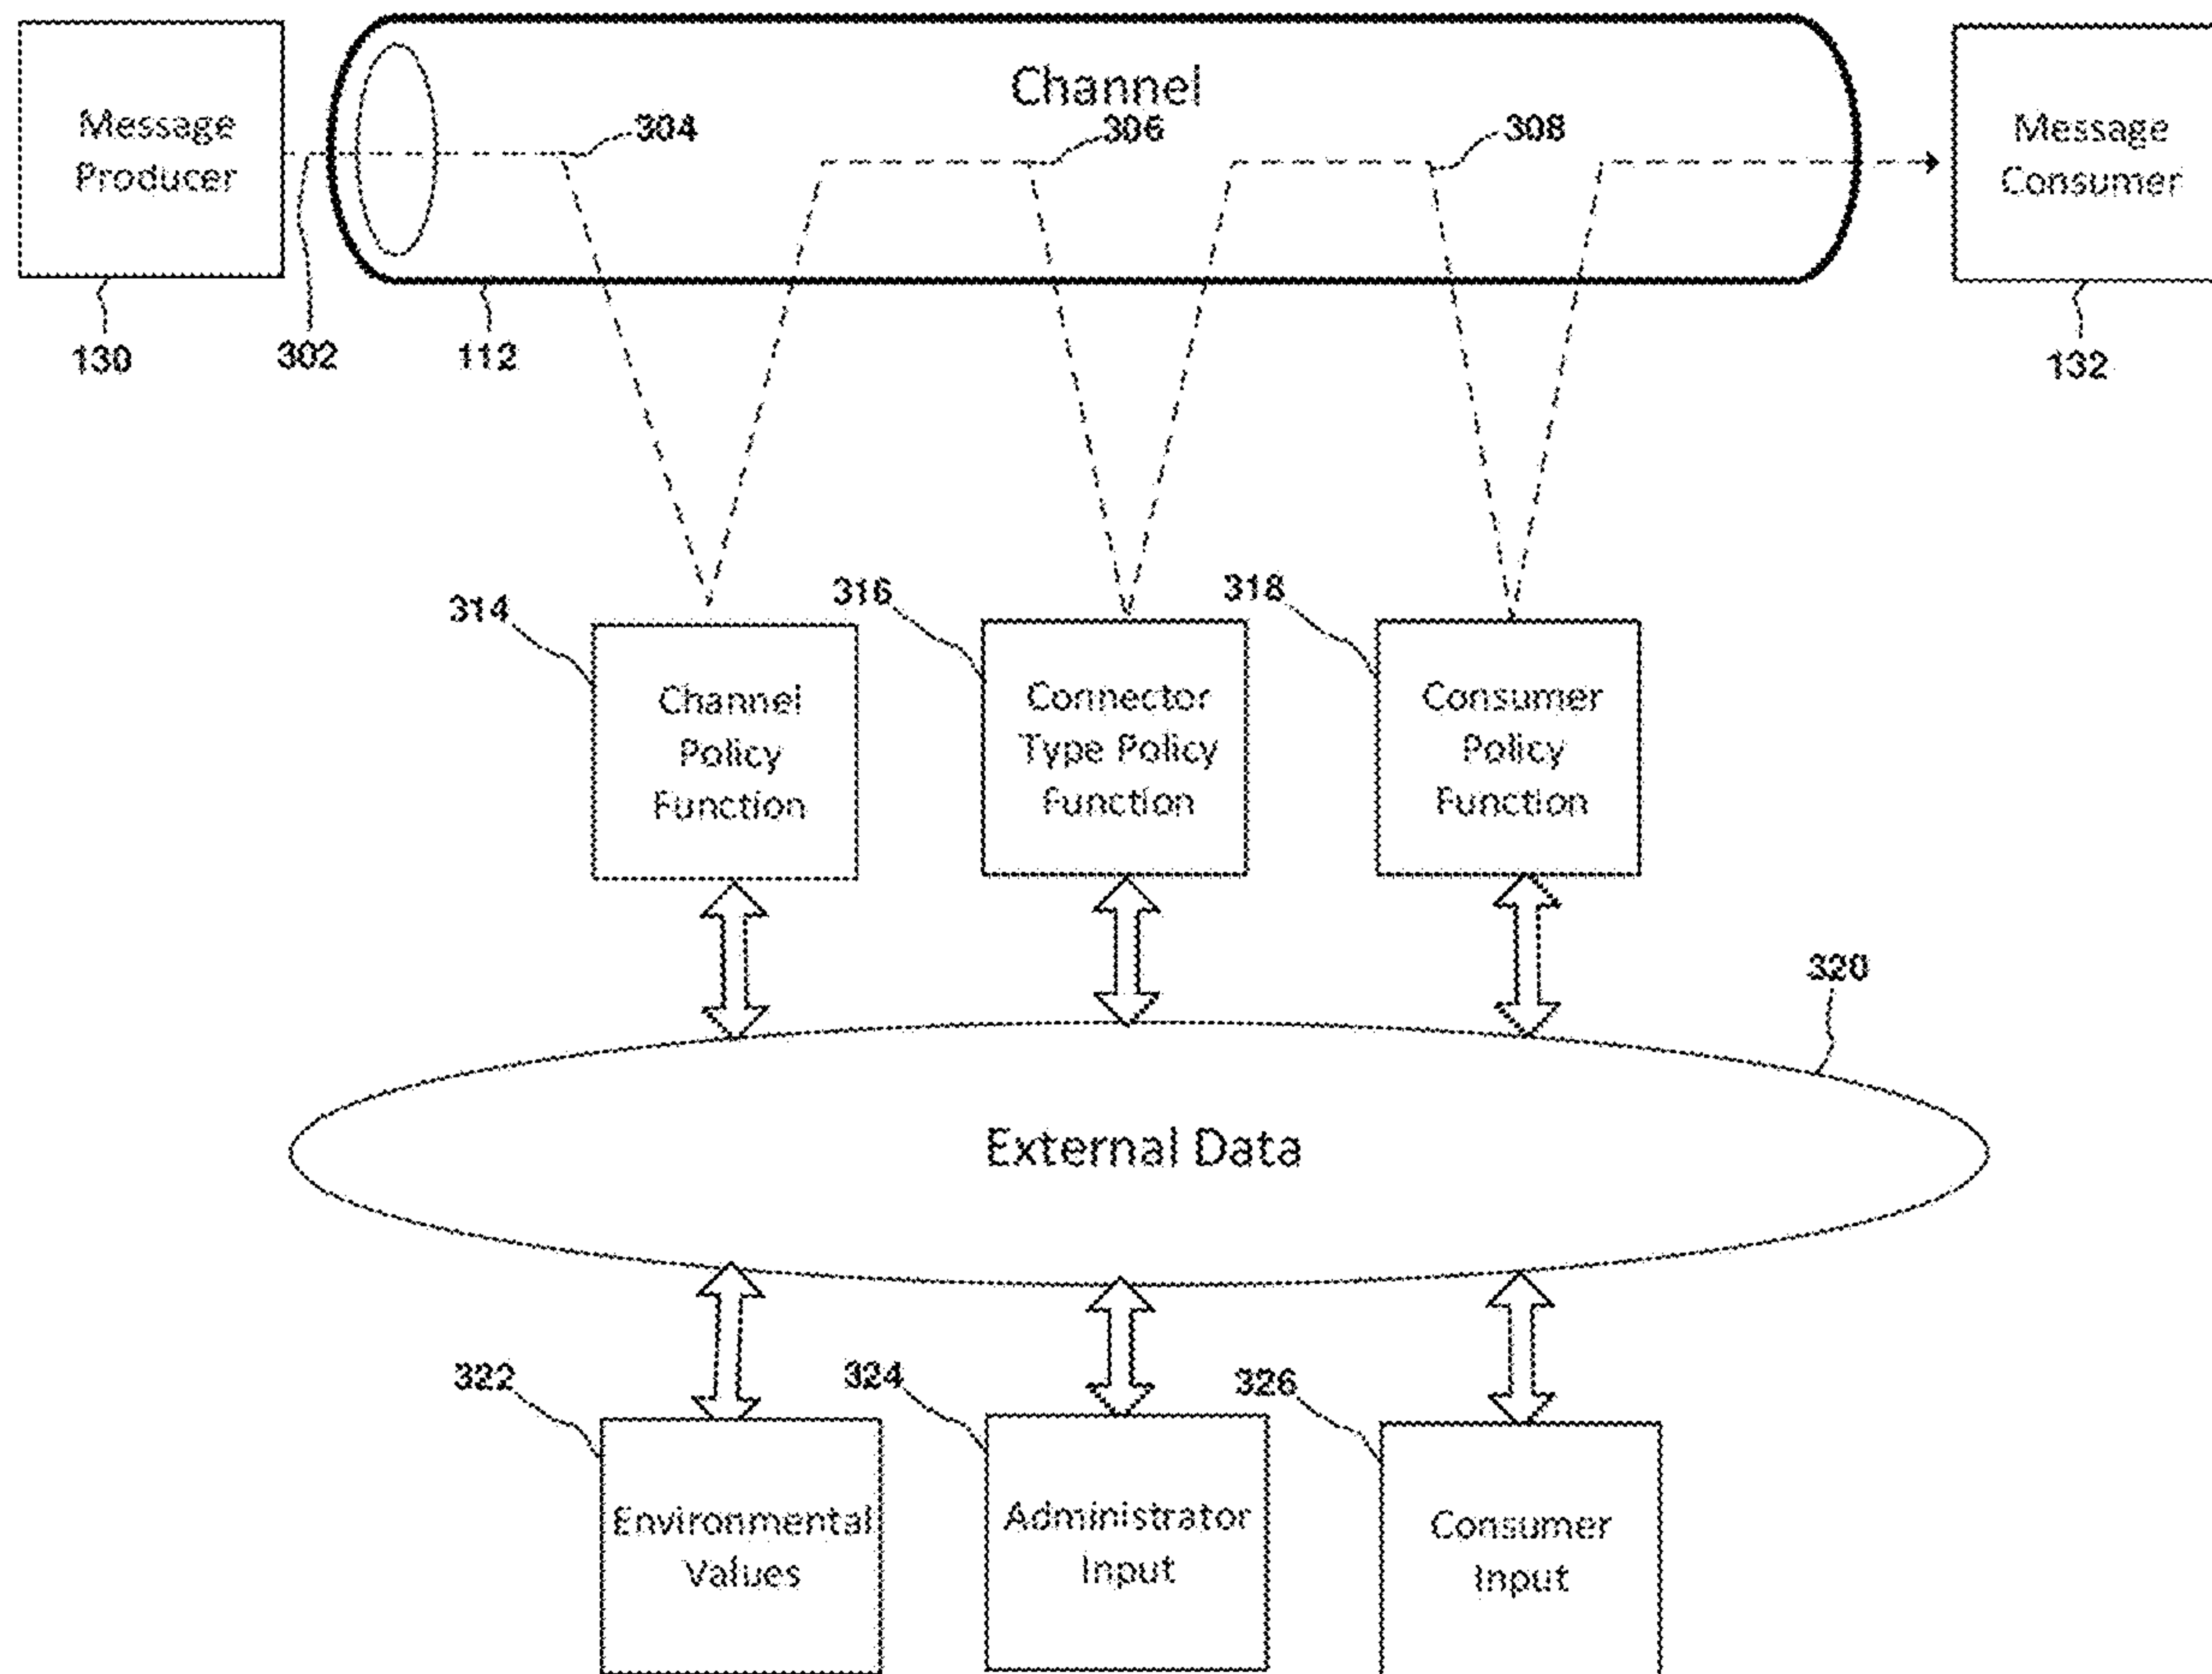 Message
Producer
Channel
304
306
308
Message
Consumer
130
302
112
132
314
316
318
Channel
Policy
Function
Connector
Type Policy
Function
Consumer
Policy
Function
320
External Data
322
324
326
Environmental
Values
Administrator
Input
Consumer
Input